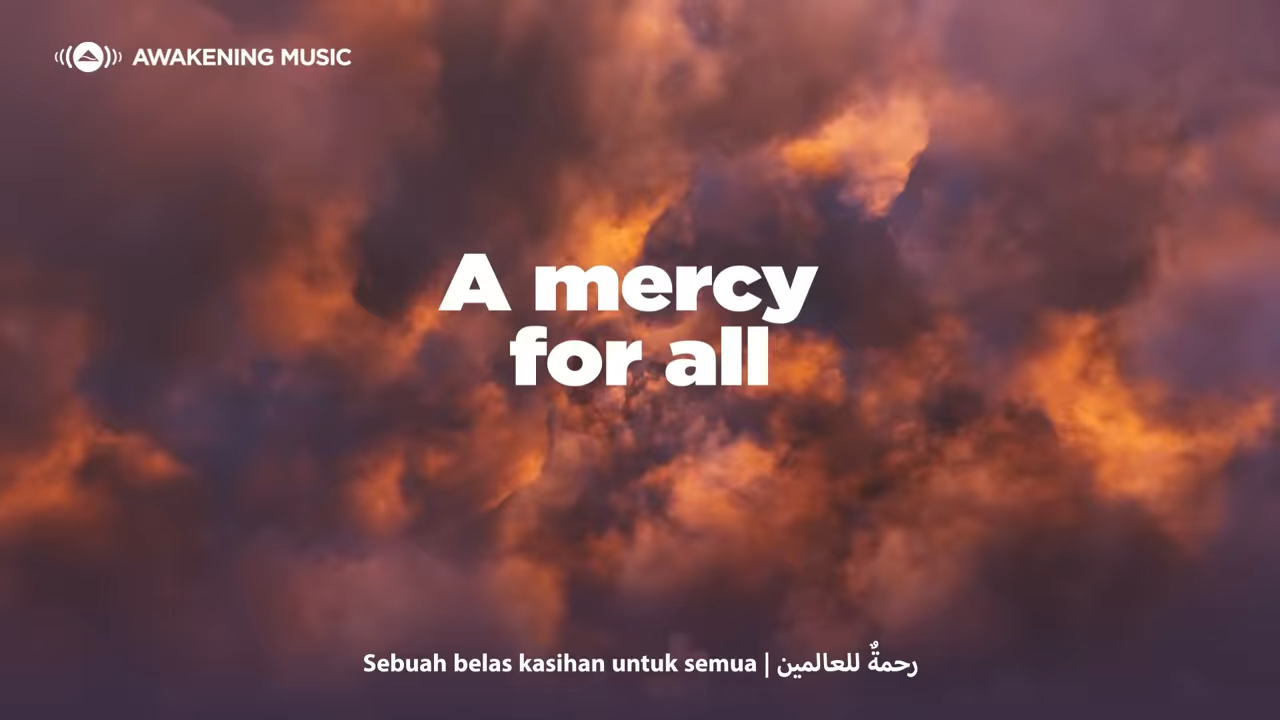 AWAKENING MUSIC
A mercy
for all
Sebuah belas kasihan untuk semua | رحمةٌ للعالمين